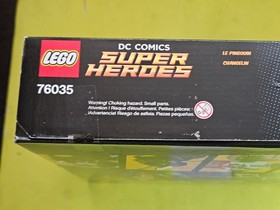 LEGO
DC COMICS
SUPER HEROES
76035
LE PINGOUIN
Warning! Choking hazard. Small parts.
Attention ! Risque d'étouffement. Petites pièces.
¡Advertencia! Riesgo de asfixia. Piezas pequeñas.